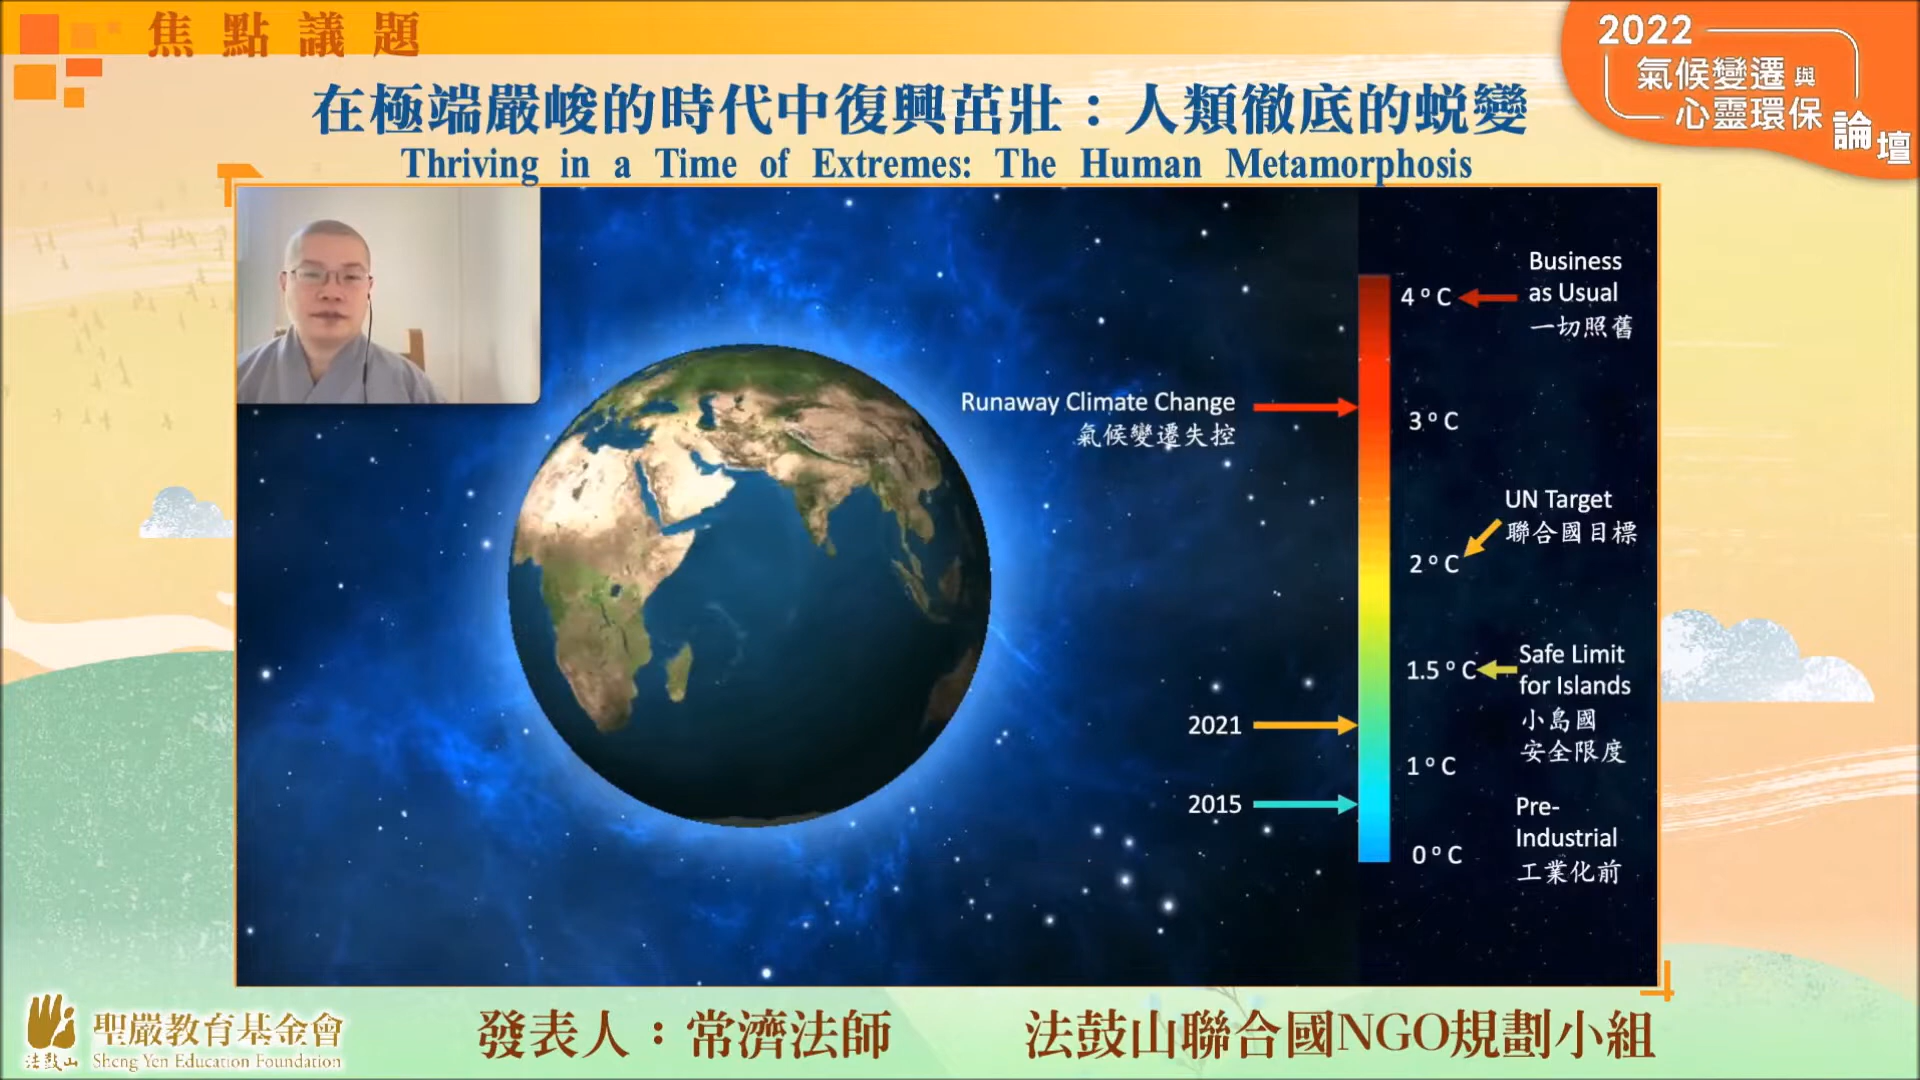 焦點議題
2022
氣候變遷與
心靈環保
論壇
在極端嚴峻的時代中復興茁壯：人類徹底的蛻變
Thriving in a Time of Extremes: The Human Metamorphosis
Business
as Usual
一切照舊
4 ° C
Runaway Climate Change
氣候變遷失控
3 ° C
UN Target
聯合國目標
2 ° C
Safe Limit
for Islands
小島國
安全限度
1.5 ° C
2021
1 ° C
2015
Pre-
Industrial
工業化前
0 ° C
法鼓山
聖嚴教育基金會
Sheng Yen Education Foundation
發表人：常濟法師
法鼓山聯合國NGO規劃小組